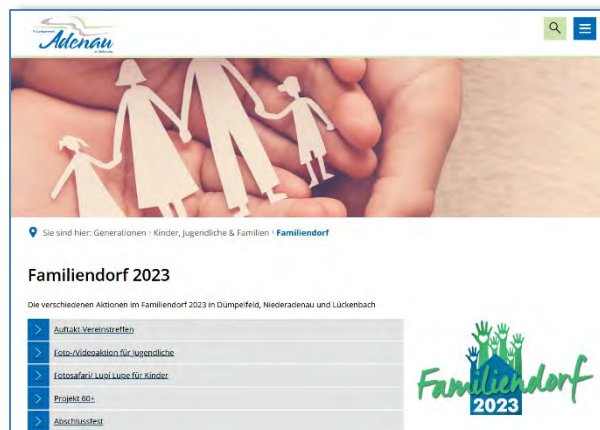 Adenau
Sie sind hier: Generationen › Kinder, Jugendliche & Familien › Familiendorf
Familiendorf 2023
Die verschiedenen Aktionen im Familiendorf 2023 in Dümpelfeld, Niederadenau und Lückenbach
Auftakt-Vereinstreffen
Foto-/Videoaktion für Jugendliche
Fotosafari/ Lupi Lupe für Kinder
Projekt 60+
Abschlussfest
Familiendorf
2023